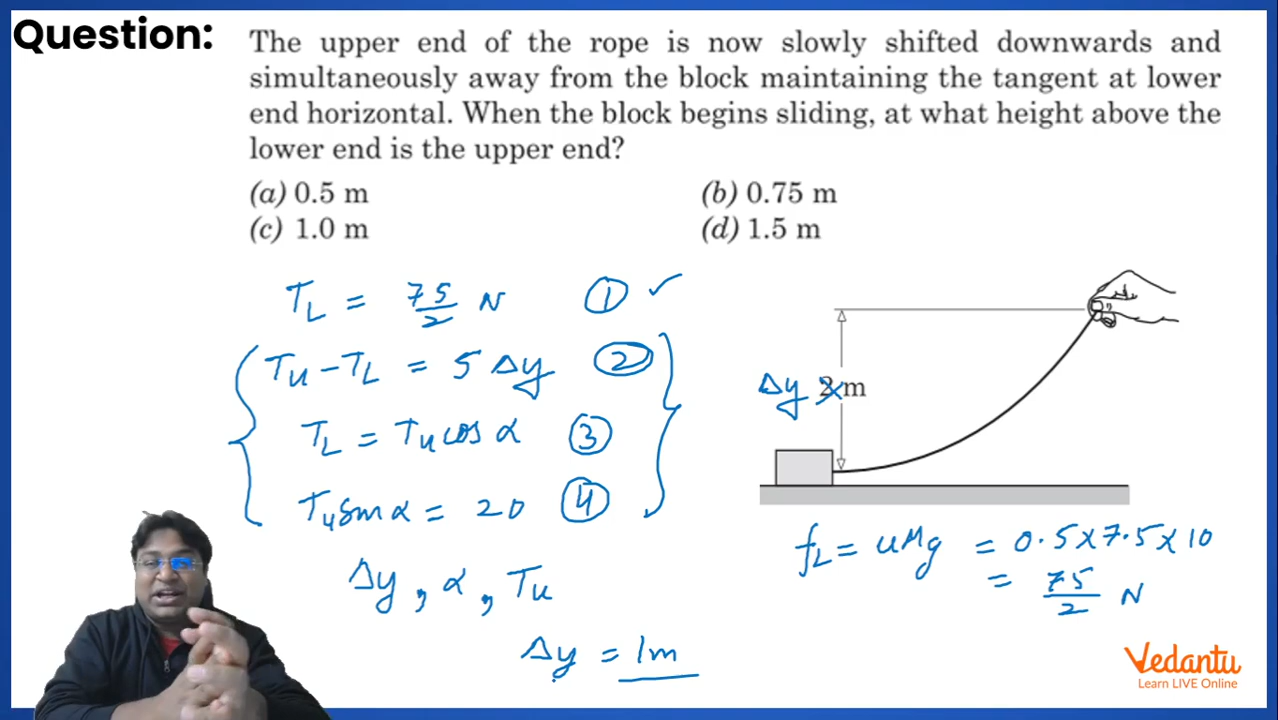 Question:
The upper end of the rope is now slowly shifted downwards and
simultaneously away from the block maintaining the tangent at lower
end horizontal. When the block begins sliding, at what height above the
lower end is the upper end?
(a) 0.5 m
(b) 0.75 m
(c) 1.0 m
(d) 1.5 m
T_L = 75/2 N ① ✓
T_u - T_L = 5 Δy ②
T_L = T_u cos α ③
T_u sin α = 20 ④
Δy, α, T_u
Δy = 1m
Δy 2 m
f_L = uMg = 0.5 x 7.5 x 10
= 75/2 N
Vedantu
Learn LIVE Online